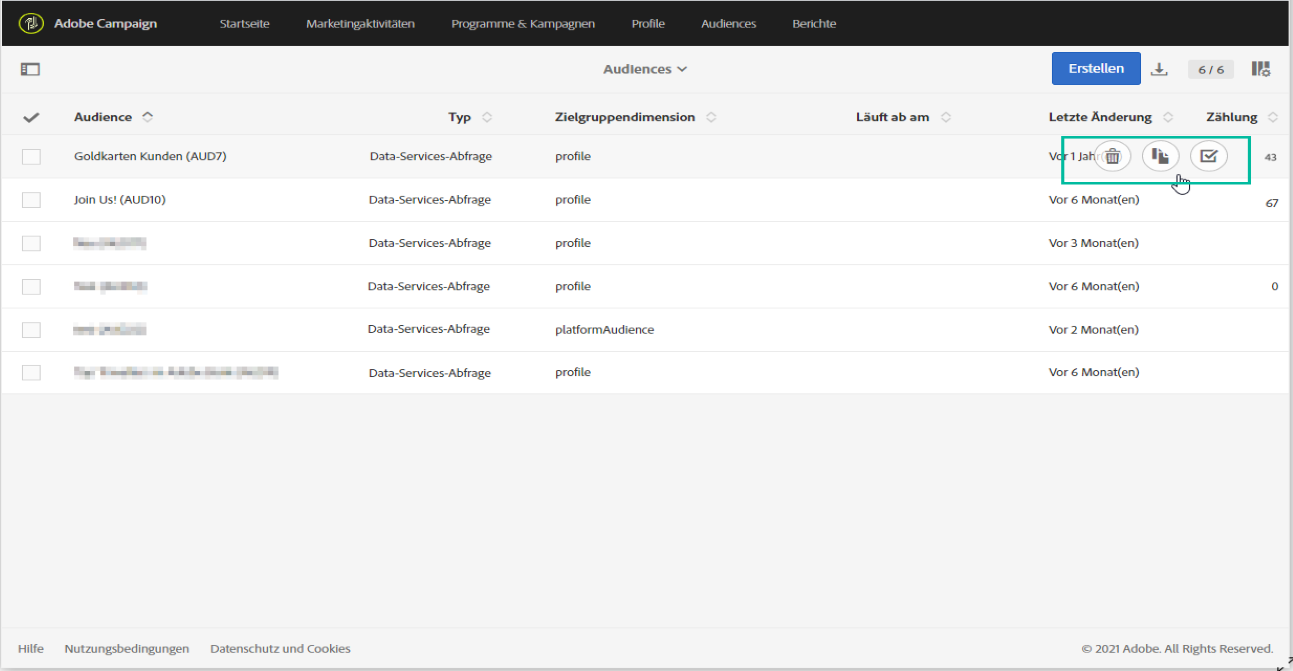 Adobe Campaign Startseite Marketingaktivitäten Programme & Kampagnen Profile Audiences Berichte
Audiences Erstellen 6 / 6
Audience Typ Zielgruppendimension Läuft ab am Letzte Änderung Zählung
Goldkarten Kunden (AUD7) Data-Services-Abfrage profile Vor 1 Jahr 43
Join Us! (AUD10) Data-Services-Abfrage profile Vor 6 Monat(en) 67
Data-Services-Abfrage profile Vor 3 Monat(en)
Data-Services-Abfrage profile Vor 6 Monat(en) 0
Data-Services-Abfrage platformAudience Vor 2 Monat(en)
Data-Services-Abfrage profile Vor 6 Monat(en)
Hilfe Nutzungsbedingungen Datenschutz und Cookies © 2021 Adobe. All Rights Reserved.